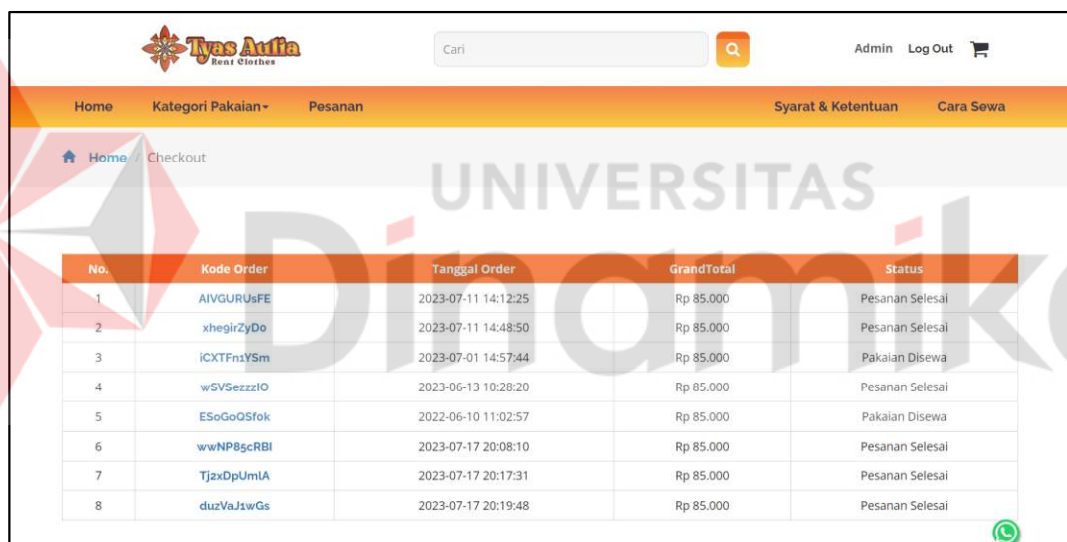 Tyas Aulia
Rent Clothes
Cari
Admin Log Out
Home Kategori Pakaian Pesanan Syarat & Ketentuan Cara Sewa
Home / Checkout
UNIVERSITAS
Dinamika
No. Kode Order Tanggal Order GrandTotal Status
1 AIVGURUsFE 2023-07-11 14:12:25 Rp 85.000 Pesanan Selesai
2 xhe9irZyDo 2023-07-11 14:48:50 Rp 85.000 Pesanan Selesai
3 iCXTFn1YSm 2023-07-01 14:57:44 Rp 85.000 Pakaian Disewa
4 wSVSezzzIO 2023-06-13 10:28:20 Rp 85.000 Pesanan Selesai
5 ESoGoQSfok 2022-06-10 11:02:57 Rp 85.000 Pakaian Disewa
6 wwNP85cRBI 2023-07-17 20:08:10 Rp 85.000 Pesanan Selesai
7 Tj2xDpUmlA 2023-07-17 20:17:31 Rp 85.000 Pesanan Selesai
8 duzVaJ1wGs 2023-07-17 20:19:48 Rp 85.000 Pesanan Selesai